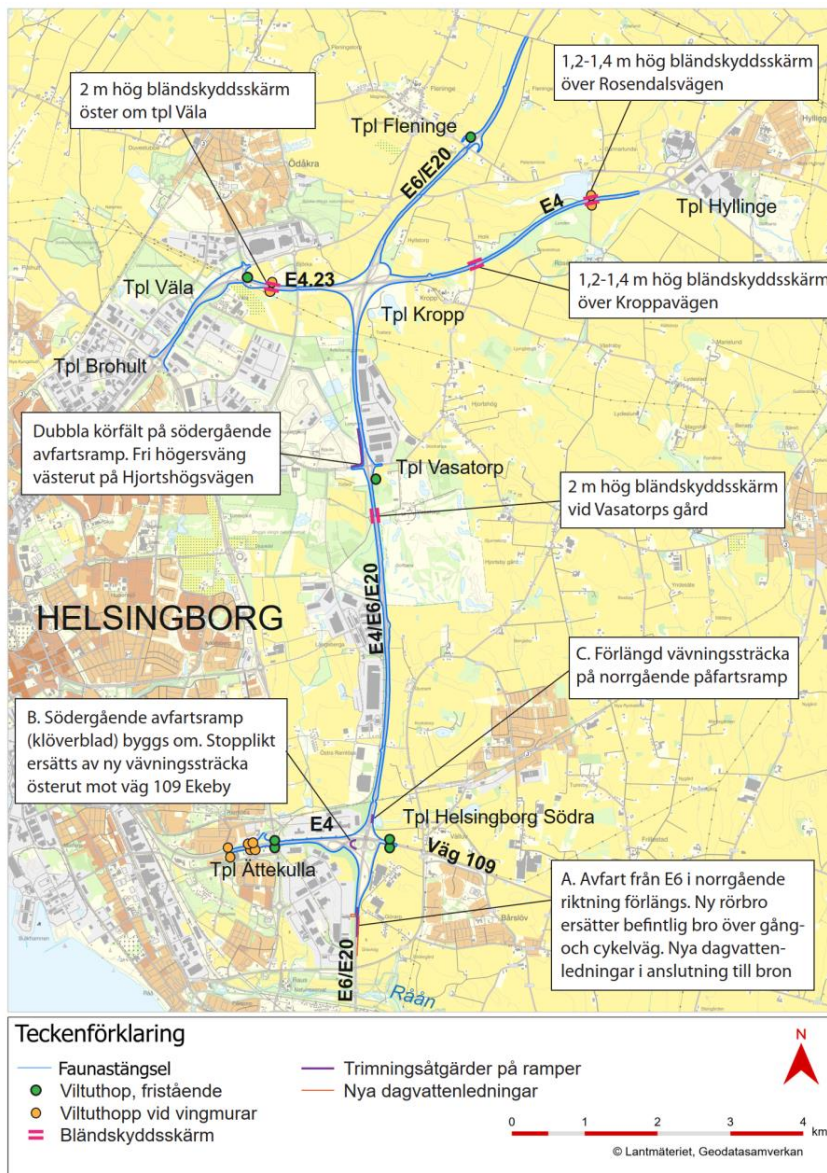 2 m hög bländskyddsskärm
öster om tpl Väla
1,2-1,4 m hög bländskyddsskärm
över Rosendalsvägen
Tpl Fleninge
Ödåkra
E6/E20
E4
Tpl Hyllinge
Tpl Väla
E4.23
Tpl Kropp
1,2-1,4 m hög bländskyddsskärm
över Kroppavägen
Tpl Brohult
Dubbla körfält på södergående
avfartsramp. Fri högersväng
västerut på Hjortshögsvägen
Tpl Vasatorp
2 m hög bländskyddsskärm
vid Vasatorps gård
HELSINGBORG
E4/E6/E20
C. Förlängd vävningssträcka
på norrgående påfartsramp
B. Södergående avfartsramp
(klöverblad) byggs om. Stopplikt
ersätts av ny vävningssträcka
österut mot väg 109 Ekeby
E4
Tpl Helsingborg Södra
Väg 109
Tpl Ättekulla
Bårslöv
A. Avfart från E6 i norrgående
riktning förlängs. Ny rörbro
ersätter befintlig bro över gång-
och cykelväg. Nya dagvatten-
ledningar i anslutning till bron
E6/E20
Råån
Teckenförklaring
Faunastängsel
Viltuthop, fristående
Viltuthopp vid vingmurar
Bländskyddsskärm
Trimningsåtgärder på ramper
Nya dagvattenledningar
N
0 1 2 3 4
km
© Lantmäteriet, Geodatasamverkan